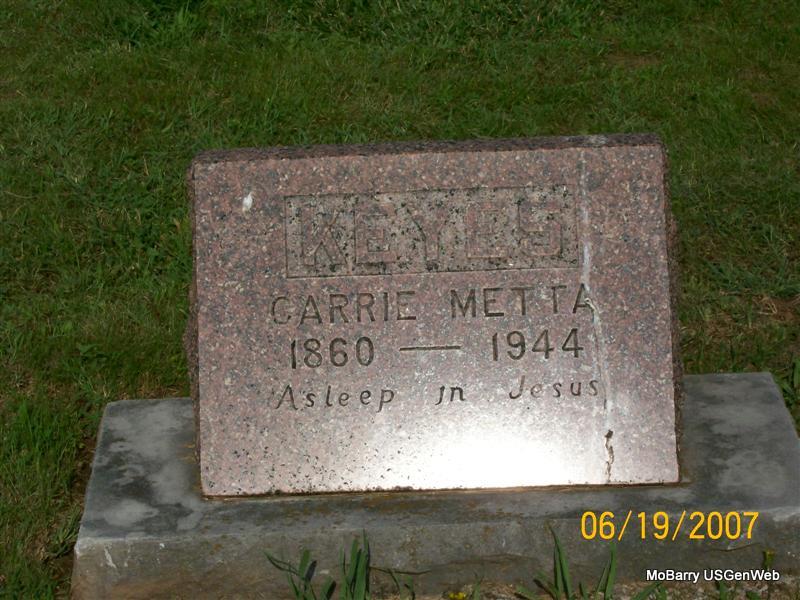 KEYES
CARRIE METTA
1860 — 1944
Asleep in Jesus
06/19/2007
MoBarry USGenWeb